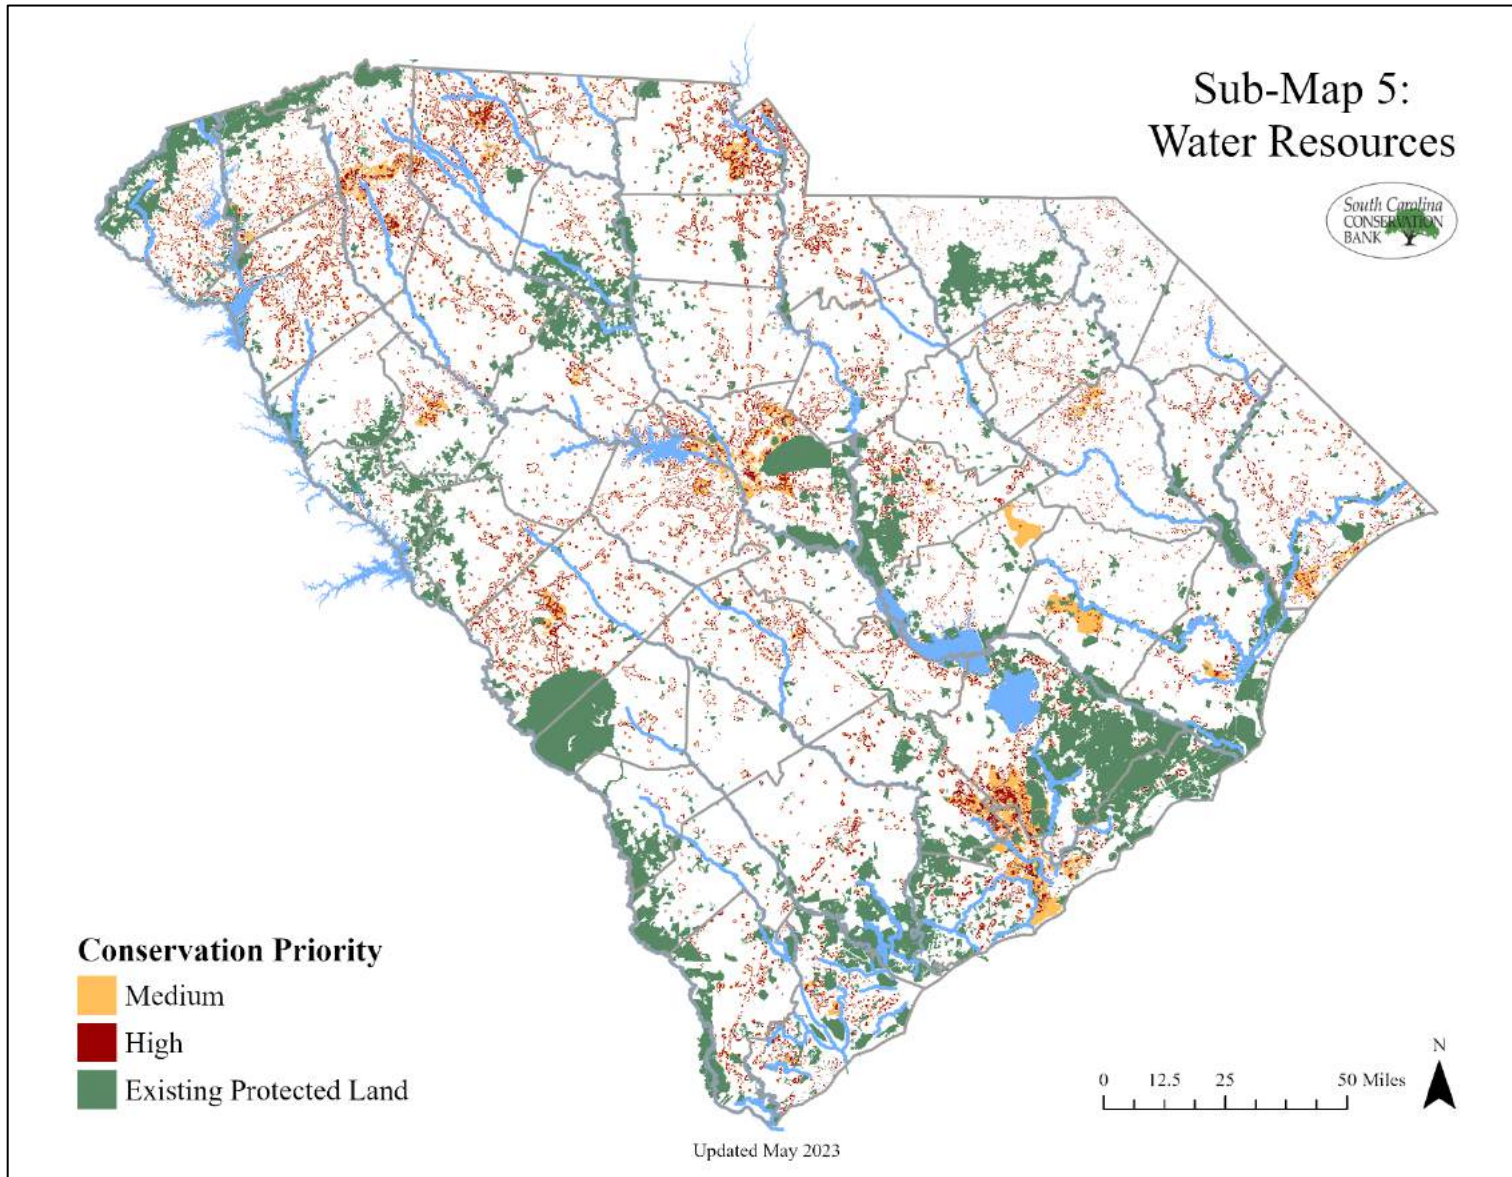 Sub-Map 5:
Water Resources
South Carolina
CONSERVATION
BANK
Conservation Priority
Medium
High
Existing Protected Land
N
0 12.5 25 50 Miles
Updated May 2023